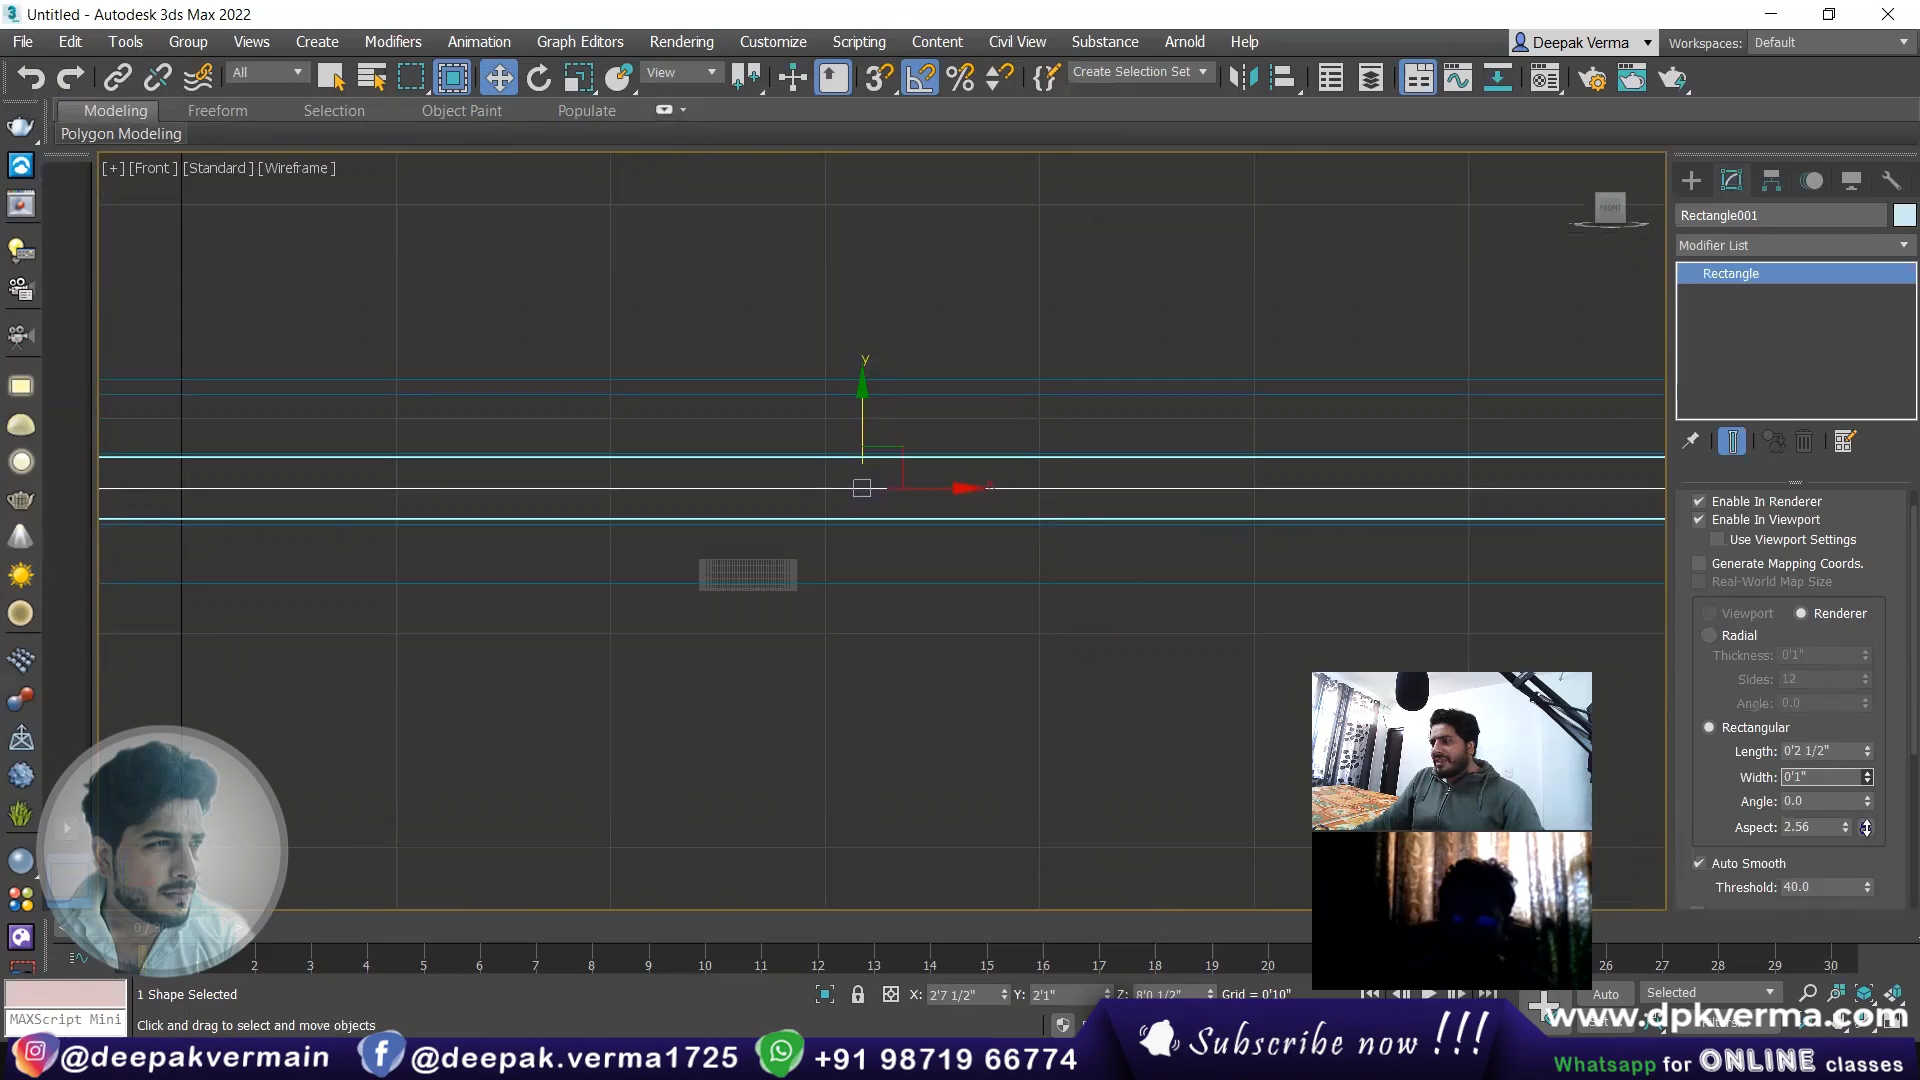 Untitled - Autodesk 3ds Max 2022
File Edit Tools Group Views Create Modifiers Animation Graph Editors Rendering Customize Scripting Content Civil View Substance Arnold Help Deepak Verma Workspaces: Default
All View Create Selection Set
Modeling Freeform Selection Object Paint Populate
Polygon Modeling
[+] [Front ] [Standard ] [Wireframe ]
FRONT
Rectangle001
Modifier List
Rectangle
y
Enable In Renderer
Enable In Viewport
Use Viewport Settings
Generate Mapping Coords.
Real-World Map Size
Viewport Renderer
Radial
Thickness: 0'1"
Sides: 12
Angle: 0.0
Rectangular
Length: 0'2 1/2"
Width: 0'1"
Angle: 0.0
Aspect: 2.56
Auto Smooth
Threshold: 40.0
0 / 30
2 3 4 5 6 7 8 9 10 11 12 13 14 15 16 17 18 19 20 26 27 28 29 30
1 Shape Selected X: 2'7 1/2" Y: 2'1" Z: 8'0 1/2" Grid = 0'10" Auto Selected
MAXScript Mini
Click and drag to select and move objects
www.dpkverma.com
@deepakvermain @deepak.verma1725 +91 98719 66774 Subscribe now !!!
Whatsapp for ONLINE classes